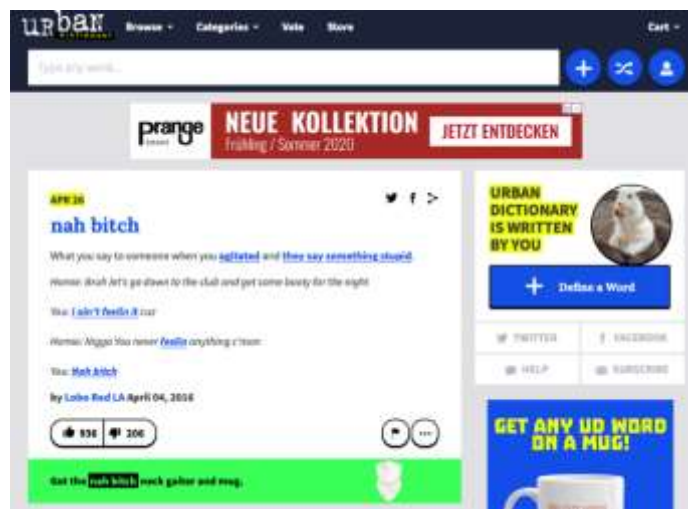 URBAN
DICTIONARY
Browse
Categories
Vote
Store
Cart
Type any word...
prange
NEUE KOLLEKTION
Frühling / Sommer 2020
JETZT ENTDECKEN
APR 26
nah bitch
What you say to someone when you agitated and they say something stupid.
Homie: Bruh let's go down to the club and get some booty for the night
You: I ain't feelin it cuz
Homie: Nigga You never feelin anything c'mon
You: Nah bitch
by Lobo Red LA April 04, 2016
936
206
Get the nah bitch neck gaiter and mug.
URBAN
DICTIONARY
IS WRITTEN
BY YOU
Define a Word
TWITTER
FACEBOOK
HELP
SUBSCRIBE
GET ANY UD WORD
ON A MUG!